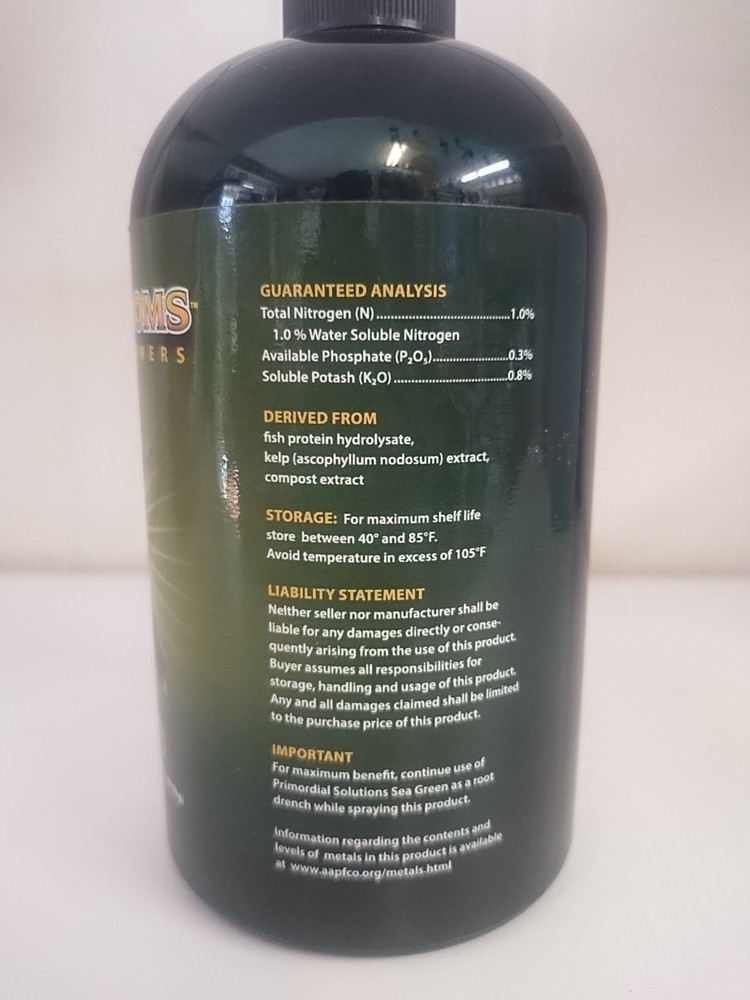 OMS™
WERS
GUARANTEED ANALYSIS
Total Nitrogen (N)....................................1.0%
1.0 % Water Soluble Nitrogen
Available Phosphate (P₂O₅)....................0.3%
Soluble Potash (K₂O)...............................0.8%
DERIVED FROM
fish protein hydrolysate,
kelp (ascophyllum nodosum) extract,
compost extract
STORAGE: For maximum shelf life
store between 40° and 85°F.
Avoid temperature in excess of 105°F
LIABILITY STATEMENT
Neither seller nor manufacturer shall be
liable for any damages directly or conse-
quently arising from the use of this product.
Buyer assumes all responsibilities for
storage, handling and usage of this product.
Any and all damages claimed shall be limited
to the purchase price of this product.
IMPORTANT
For maximum benefit, continue use of
Primordial Solutions Sea Green as a root
drench while spraying this product.
Information regarding the contents and
levels of metals in this product is available
at www.aapfco.org/metals.html